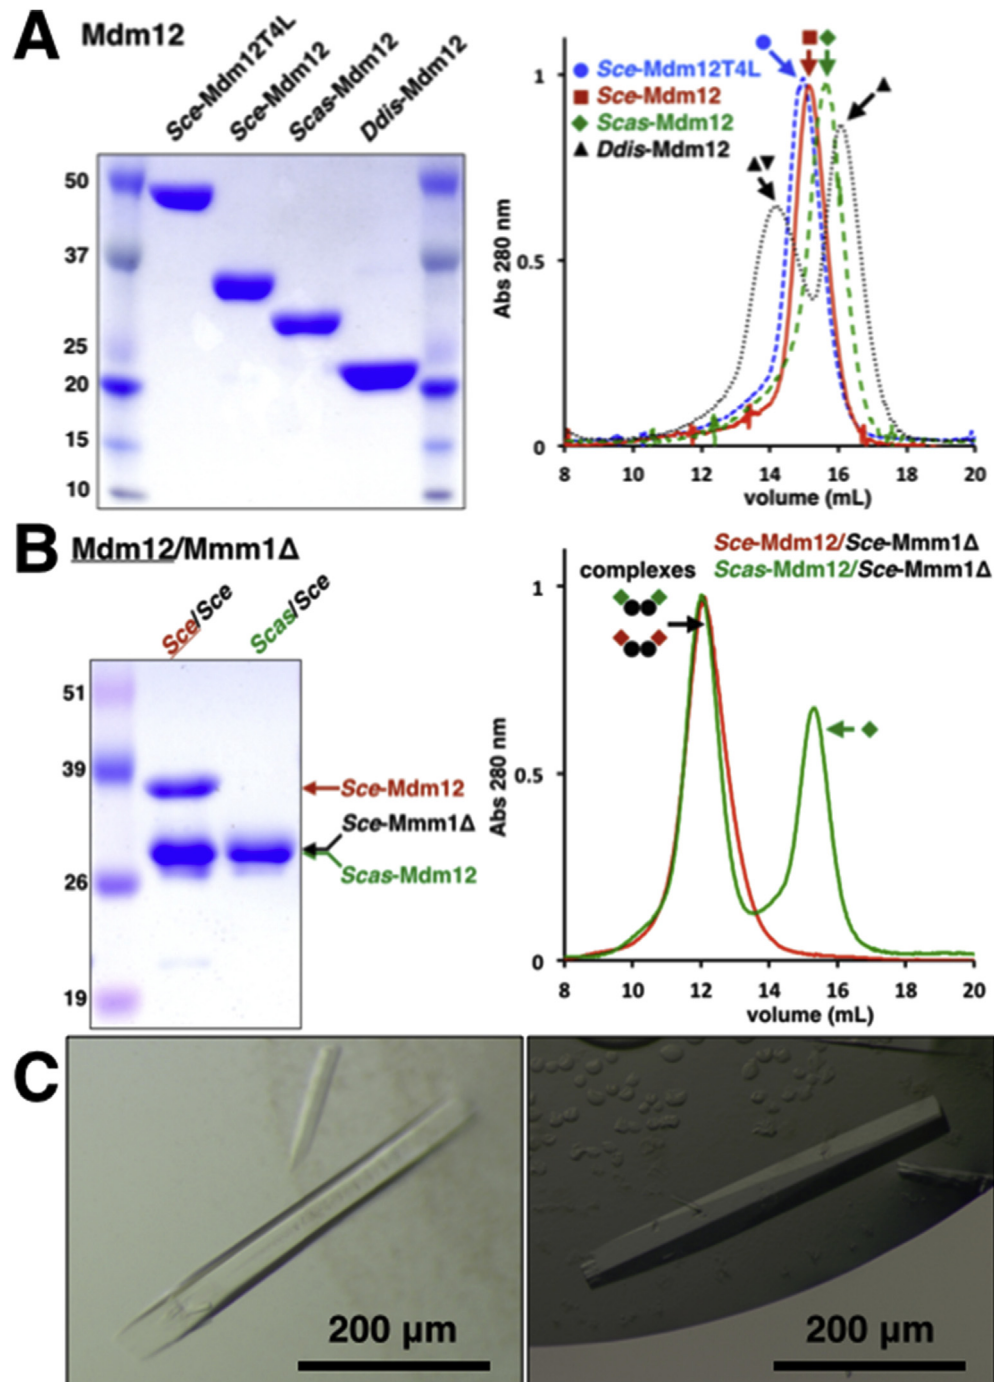 A Mdm12
Sce-Mdm12T4L
Sce-Mdm12
Scas-Mdm12
Ddis-Mdm12
50
37
25
20
15
10
Sce-Mdm12T4L
Sce-Mdm12
Scas-Mdm12
Ddis-Mdm12
Abs 280 nm
1
0.5
0
8 10 12 14 16 18 20
volume (mL)
B Mdm12/Mmm1Δ
Sce/Sce
Scas/Sce
51
39
26
19
Sce-Mdm12
Sce-Mmm1Δ
Scas-Mdm12
Sce-Mdm12/Sce-Mmm1Δ
Scas-Mdm12/Sce-Mmm1Δ
complexes
Abs 280 nm
1
0.5
0
8 10 12 14 16 18 20
volume (mL)
C
200 µm
200 µm